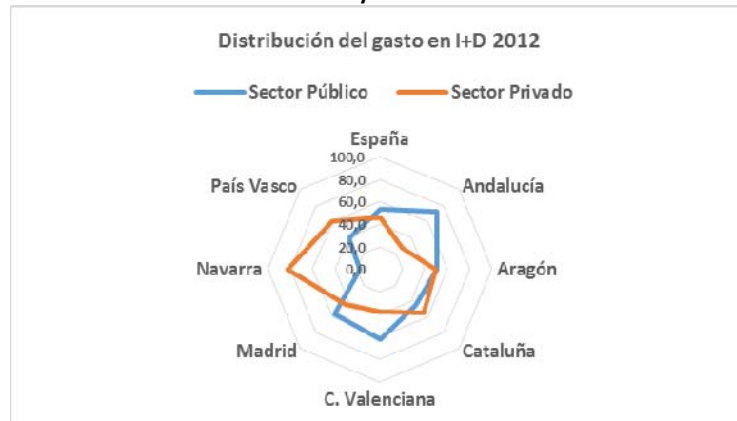 Distribución del gasto en I+D 2012
Sector Público Sector Privado
España
100,0
País Vasco 80,0 Andalucía
60,0
40,0
20,0
Navarra 0,0 Aragón
Madrid Cataluña
C. Valenciana